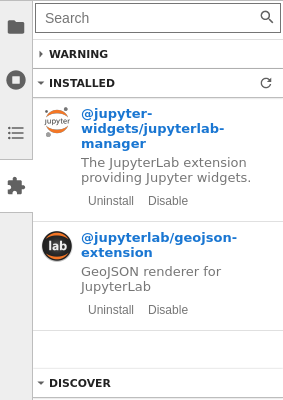 Search
WARNING
INSTALLED
jupyter
@jupyter-
widgets/jupyterlab-
manager
The JupyterLab extension
providing Jupyter widgets.
Uninstall Disable
lab
@jupyterlab/geojson-
extension
GeoJSON renderer for
JupyterLab
Uninstall Disable
DISCOVER